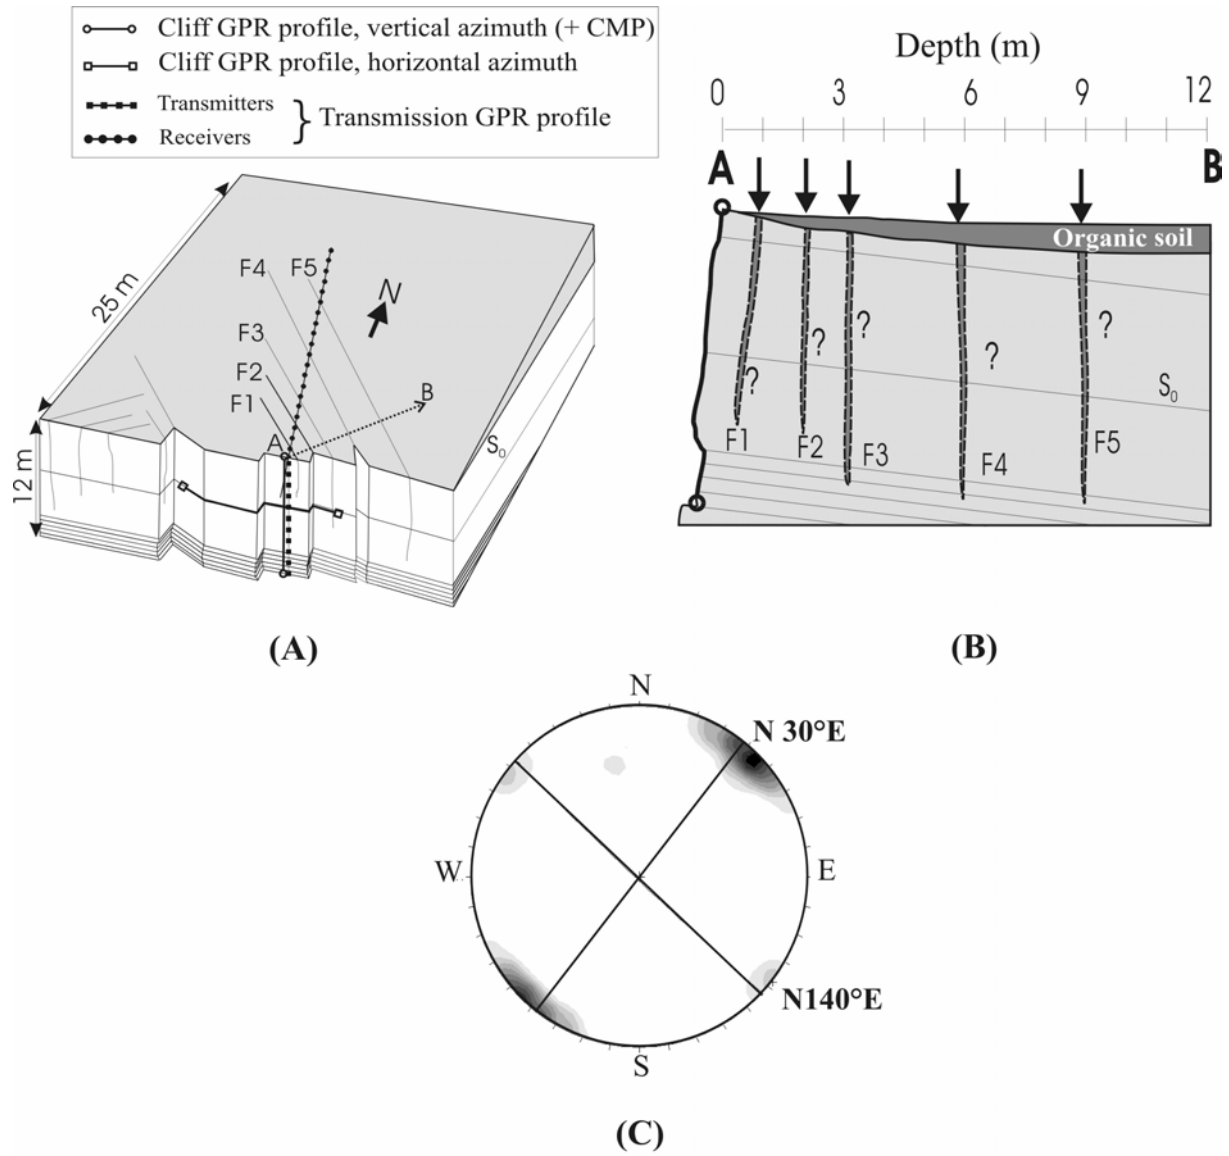 Cliff GPR profile, vertical azimuth (+ CMP)
Cliff GPR profile, horizontal azimuth
Transmitters
Receivers
Transmission GPR profile
25 m
12 m
F4 F5
N
F3
F2
F1
A
B
S0
(A)
Depth (m)
0 3 6 9 12
A B
Organic soil
? ? ? ?
?
S0
F1 F2 F3 F4 F5
(B)
N
N 30°E
W
E
N140°E
S
(C)